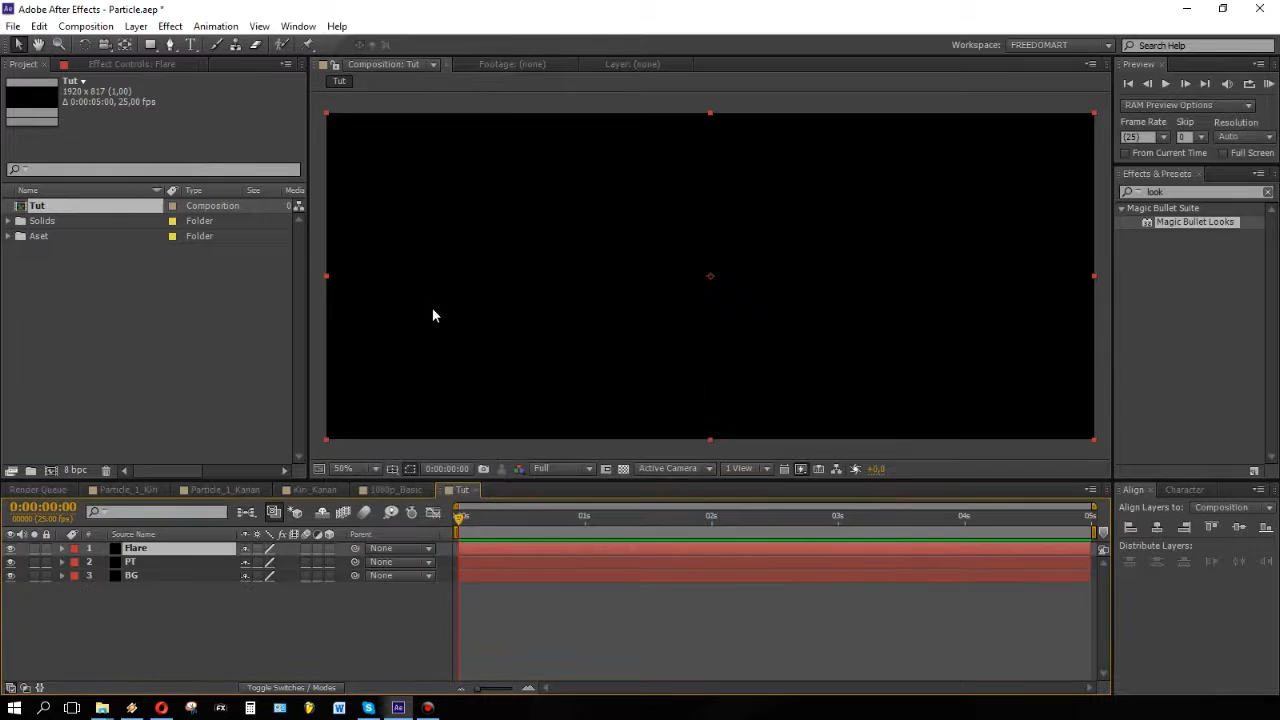 Adobe After Effects - Particle.aep *
File Edit Composition Layer Effect Animation View Window Help
Workspace: FREEDOMART Search Help
Project Effect Controls: Flare Composition: Tut Footage: (none) Layer: (none) Preview
Tut
Tut
1920 x 817 (1,00)
Δ 0:00:05:00, 25,00 fps
RAM Preview Options
Frame Rate Skip Resolution
(25) 0 Auto
From Current Time Full Screen
Effects & Presets
look
Name Type Size Media
Tut Composition
Solids Folder
Aset Folder
Magic Bullet Suite
Magic Bullet Looks
8 bpc 50% 0:00:00:00 Full Active Camera 1 View +0,0
Render Queue Particle_1_Kiri Particle_1_Kanan Kiri_Kanan 1080p_Basic Tut Align Character
0:00:00:00
00000 (25.00 fps)
Align Layers to: Composition
0s 01s 02s 03s 04s 05s
# Source Name Parent
1 Flare None
2 PT None
3 BG None
Distribute Layers:
Toggle Switches / Modes